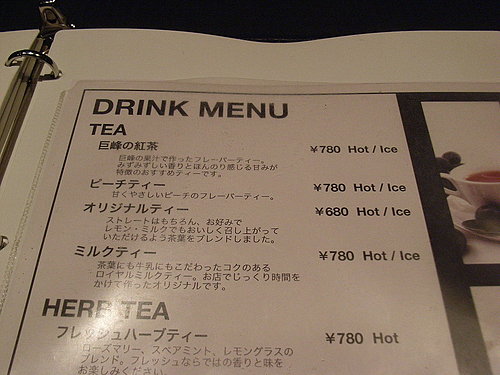 DRINK MENU
TEA
巨峰の紅茶 ¥780 Hot / Ice
巨峰の果汁で作ったフレーバーティー。
みずみずしい香りとほんのり感じる甘みが
特徴のおすすめティーです。
ピーチティー ¥780 Hot / Ice
甘くやさしいピーチのフレーバーティー。
オリジナルティー ¥680 Hot / Ice
ストレートはもちろん、お好みで
レモン・ミルクでもおいしく召し上がって
いただけるよう茶葉をブレンドしました。
ミルクティー ¥780 Hot / Ice
茶葉にも牛乳にもこだわったコクのある
ロイヤルミルクティー。お店でじっくり時間を
かけて作ったオリジナルです。
HERB TEA
フレッシュハーブティー ¥780 Hot
ローズマリー、スペアミント、レモングラスの
ブレンド。フレッシュならではの香りと味を
お楽しみください。